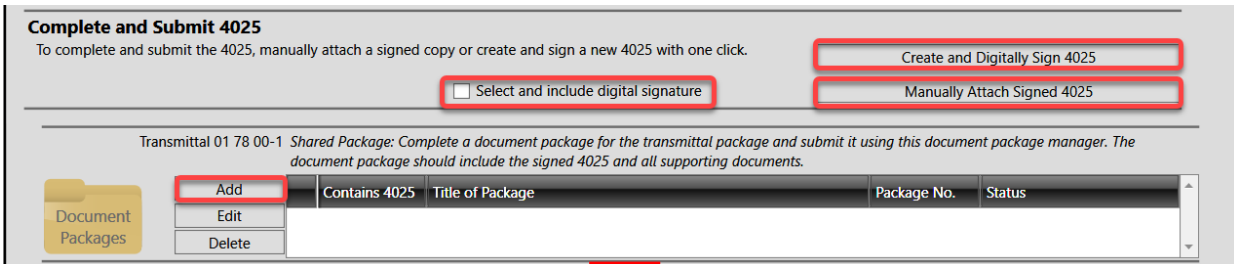 Complete and Submit 4025
To complete and submit the 4025, manually attach a signed copy or create and sign a new 4025 with one click.
Create and Digitally Sign 4025
Select and include digital signature
Manually Attach Signed 4025
Transmittal 01 78 00-1 Shared Package: Complete a document package for the transmittal package and submit it using this document package manager. The
document package should include the signed 4025 and all supporting documents.
Document Packages
Add
Edit
Delete
Contains 4025 Title of Package Package No. Status